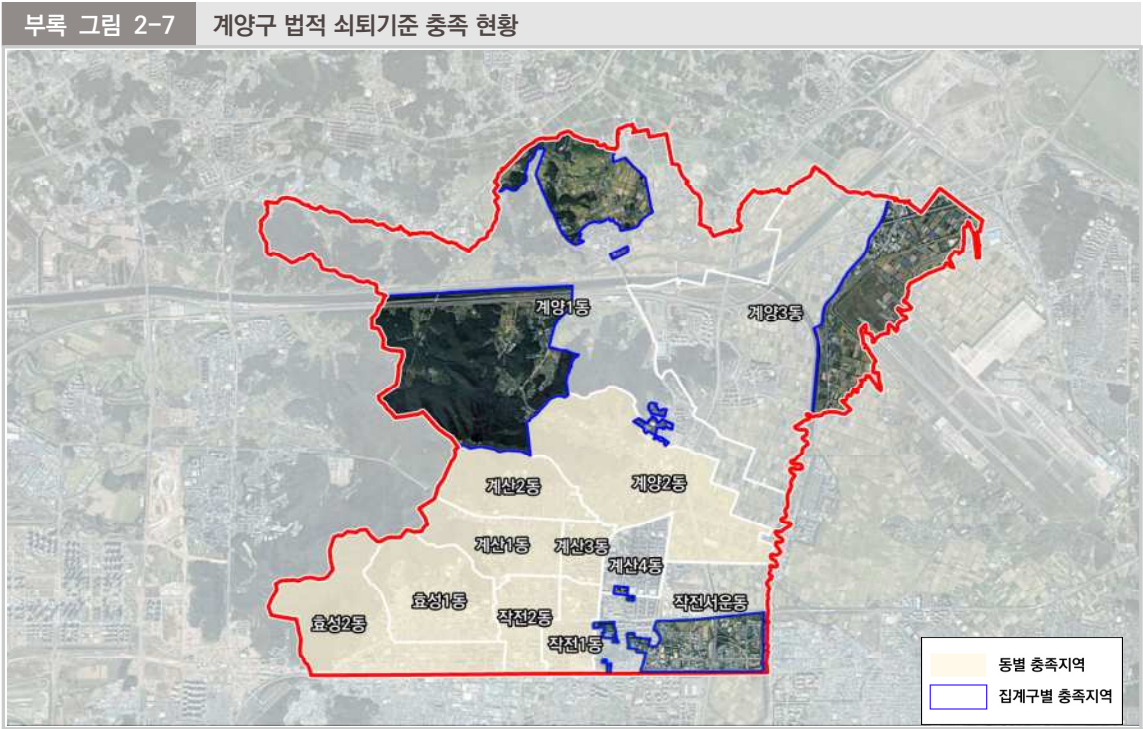 부록 그림 2-7 계양구 법적 쇠퇴기준 충족 현황
계양1동
계양3동
계산2동
계양2동
계산1동
계산3동
계산4동
효성1동
작전서운동
효성2동
작전2동
작전1동
동별 충족지역
집계구별 충족지역